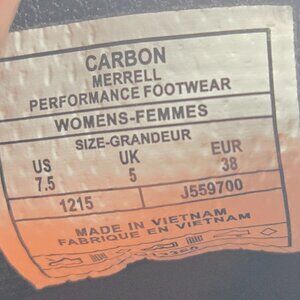 CARBON
MERRELL
PERFORMANCE FOOTWEAR
WOMENS-FEMMES
SIZE-GRANDEUR
US UK EUR
7.5 5 38
1215 J559700
MADE IN VIETNAM
FABRIQUE EN VIETNAM